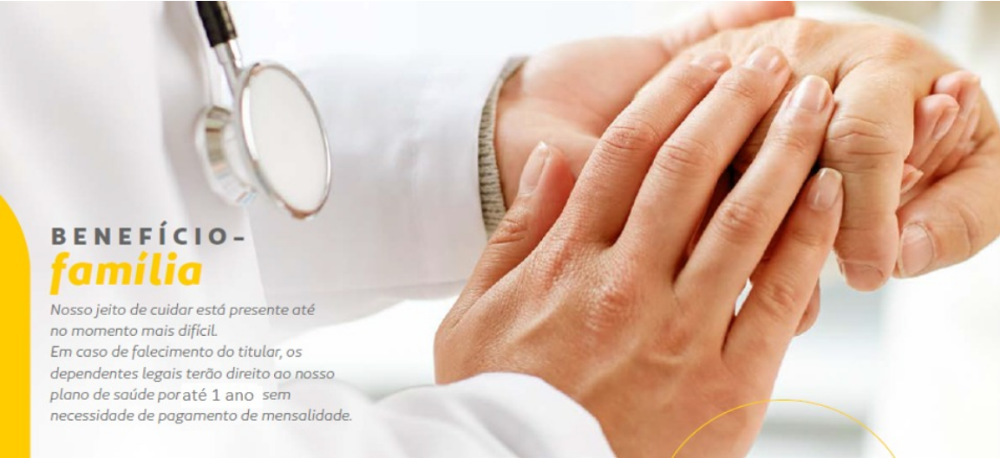 BENEFÍCIO-
família
Nosso jeito de cuidar está presente até
no momento mais difícil.
Em caso de falecimento do titular, os
dependentes legais terão direito ao nosso
plano de saúde por até 1 ano sem
necessidade de pagamento de mensalidade.